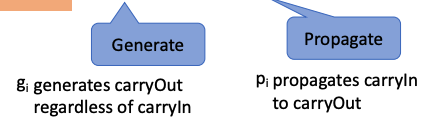 Generate
Propagate
gi generates carryOut
regardless of carryIn
pi propagates carryIn
to carryOut